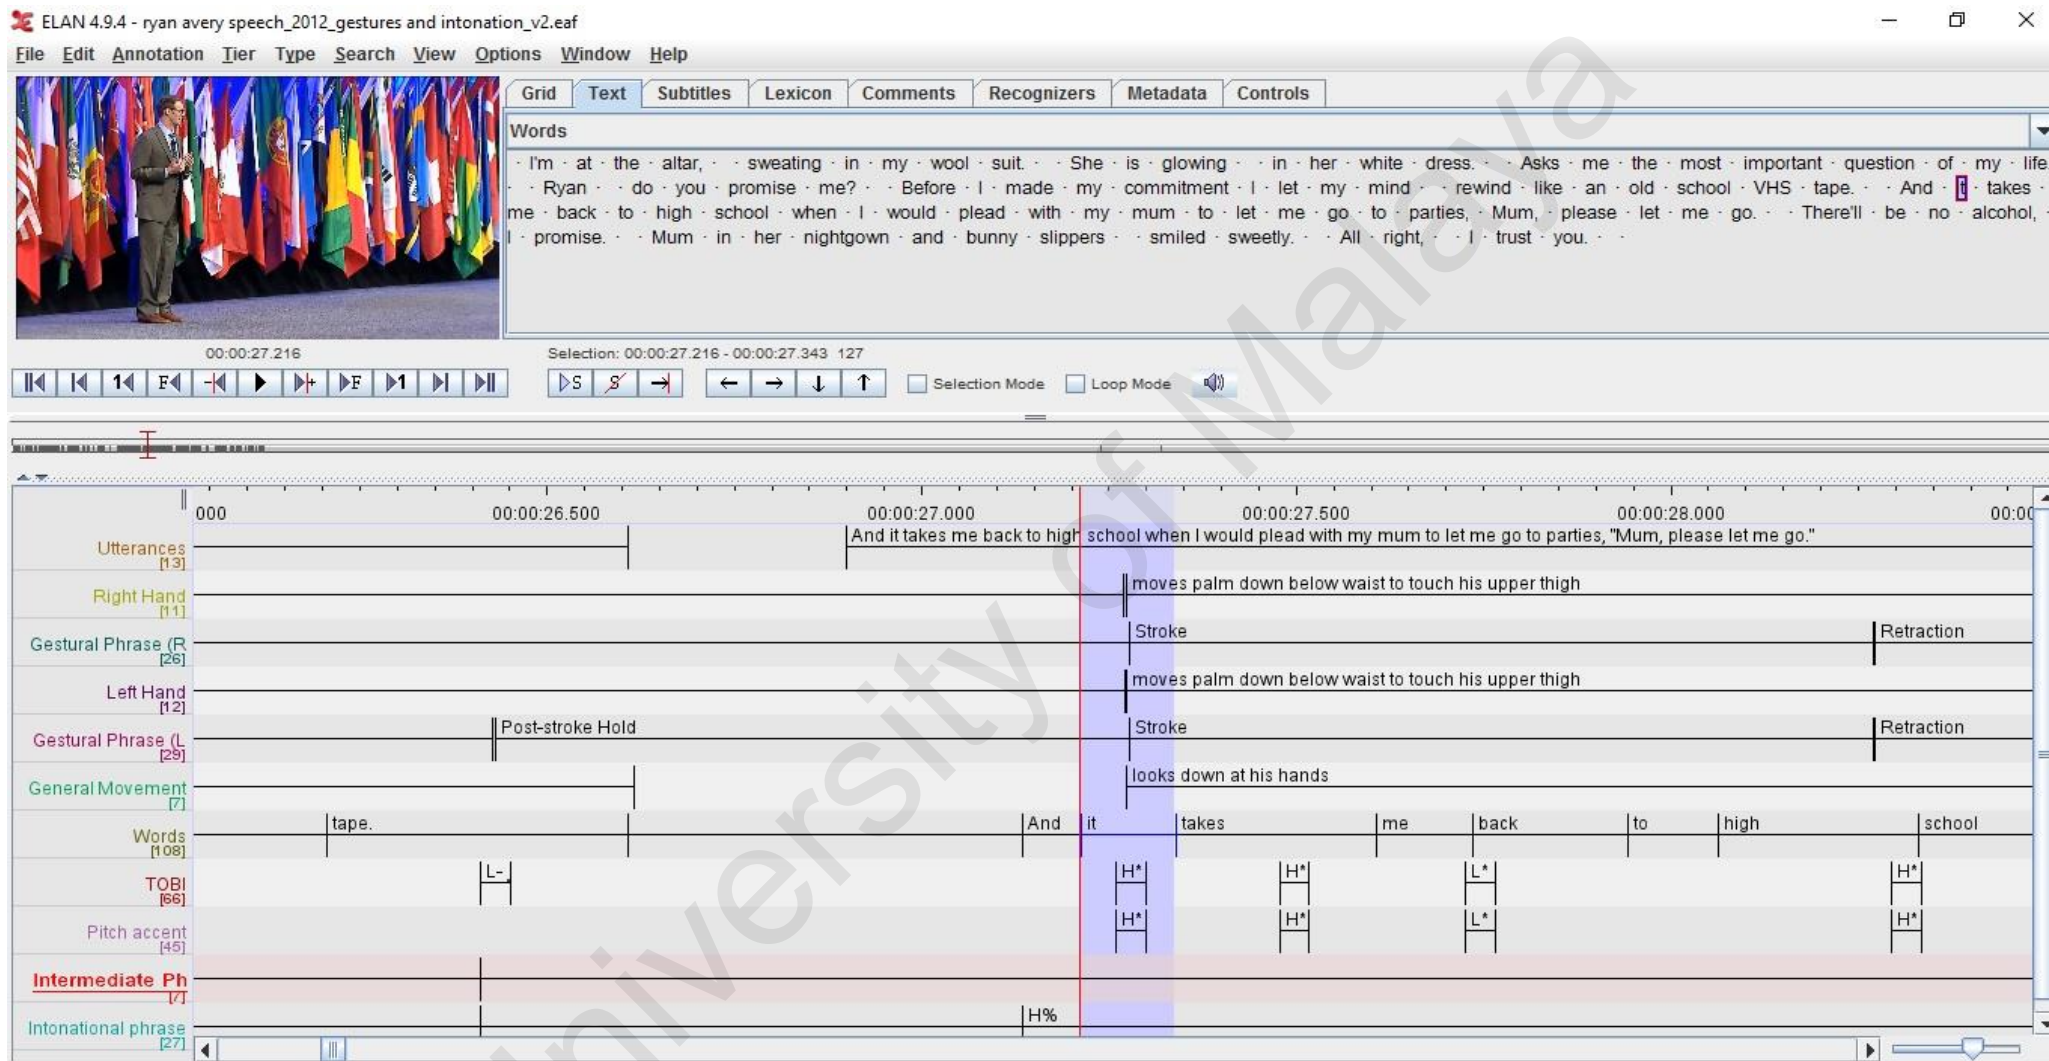 ELAN 4.9.4 - ryan avery speech_2012_gestures and intonation_v2.eaf
File Edit Annotation Tier Type Search View Options Window Help
Grid Text Subtitles Lexicon Comments Recognizers Metadata Controls
Words
· I'm · at · the · altar, · · sweating · in · my · wool · suit. · · She · is · glowing · · in · her · white · dress. · · Asks · me · the · most · important · question · of · my · life
· · Ryan · · do · you · promise · me? · · Before · I · made · my · commitment · I · let · my · mind · · rewind · like · an · old · school · VHS · tape. · · And · it · takes ·
me · back · to · high · school · when · I · would · plead · with · my · mum · to · let · me · go · to · parties, · Mum, · please · let · me · go. · · There'll · be · no · alcohol, ·
I · promise. · · Mum · in · her · nightgown · and · bunny · slippers · · smiled · sweetly. · · All · right, · · I · trust · you. · ·
00:00:27.216
Selection: 00:00:27.216 - 00:00:27.343 127
1 F -| |+ F 1 S S Selection Mode Loop Mode
000 00:00:26.500 00:00:27.000 00:00:27.500 00:00:28.000 00:00
Utterances [13] And it takes me back to high school when I would plead with my mum to let me go to parties, "Mum, please let me go."
Right Hand [11] moves palm down below waist to touch his upper thigh
Gestural Phrase (R [26] Stroke Retraction
Left Hand [12] moves palm down below waist to touch his upper thigh
Gestural Phrase (L [29] Post-stroke Hold Stroke Retraction
General Movement [7] looks down at his hands
Words [108] tape. And it takes me back to high school
TOBI [66] L- H* H* L* H*
Pitch accent [45] H* H* L* H*
Intermediate Ph [7]
Intonational phrase [27] H%
University of Malaya